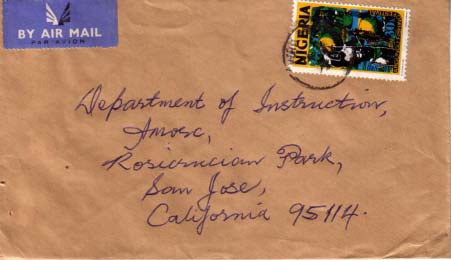 BY AIR MAIL
PAR AVION
NIGERIA
Department of Instruction,
Amorc,
Rosicrucian Park,
San Jose,
California 95114.